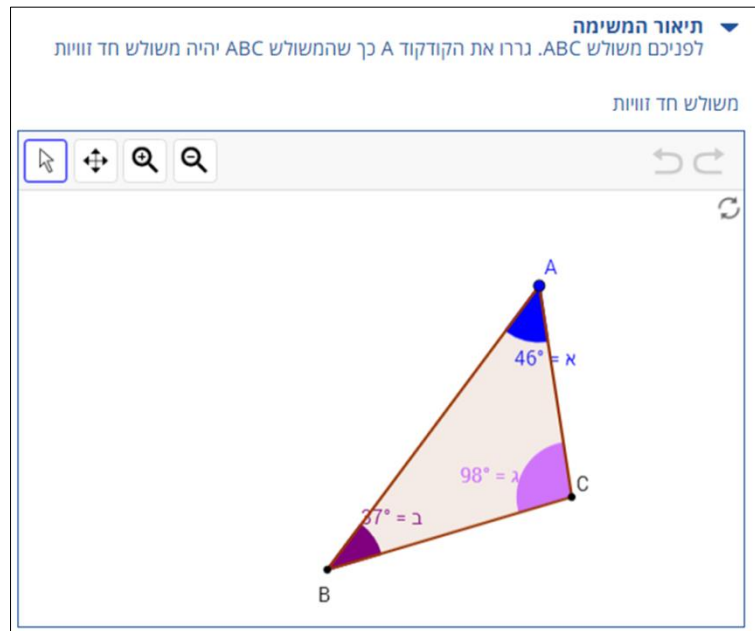 תיאור המשימה
לפניכם משולש ABC. גררו את הקודקוד A כך שהמשולש ABC יהיה משולש חד זוויות
משולש חד זוויות
A
א = 46°
ג = 98°
C
ב = 37°
B